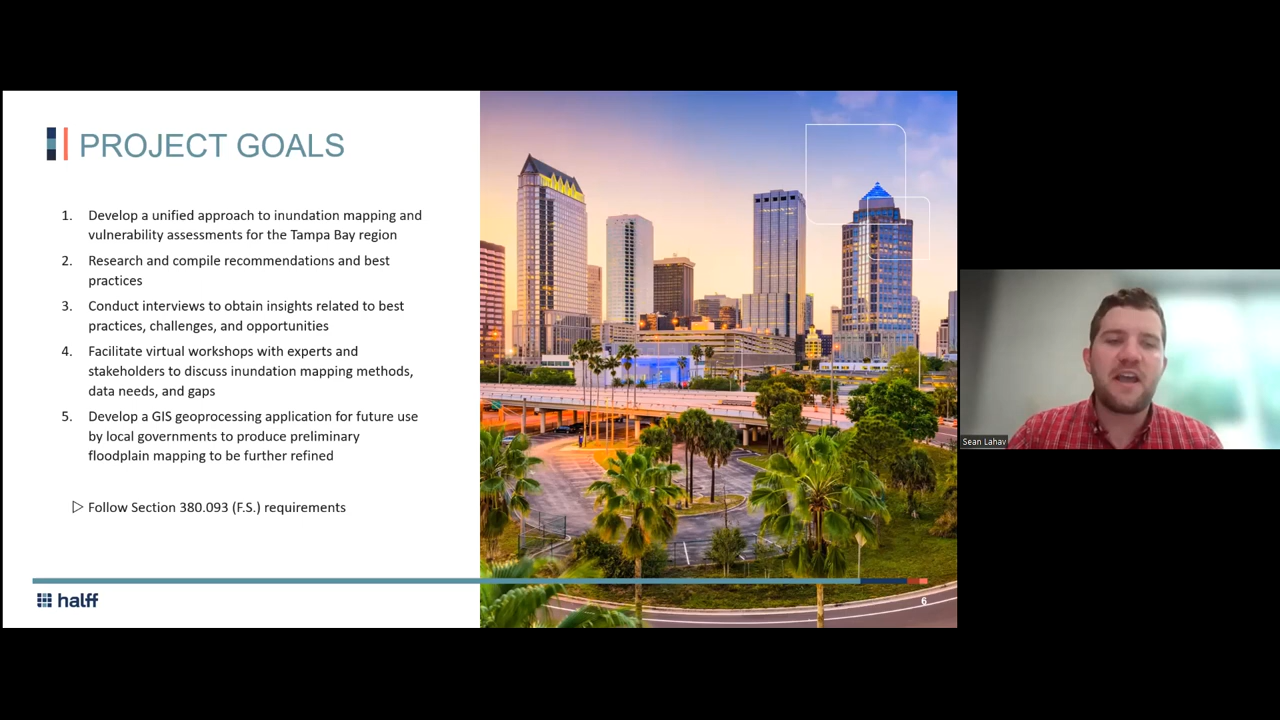 PROJECT GOALS
1. Develop a unified approach to inundation mapping and
vulnerability assessments for the Tampa Bay region
2. Research and compile recommendations and best
practices
3. Conduct interviews to obtain insights related to best
practices, challenges, and opportunities
4. Facilitate virtual workshops with experts and
stakeholders to discuss inundation mapping methods,
data needs, and gaps
5. Develop a GIS geoprocessing application for future use
by local governments to produce preliminary
floodplain mapping to be further refined
Follow Section 380.093 (F.S.) requirements
halff
6
Sean Lahav